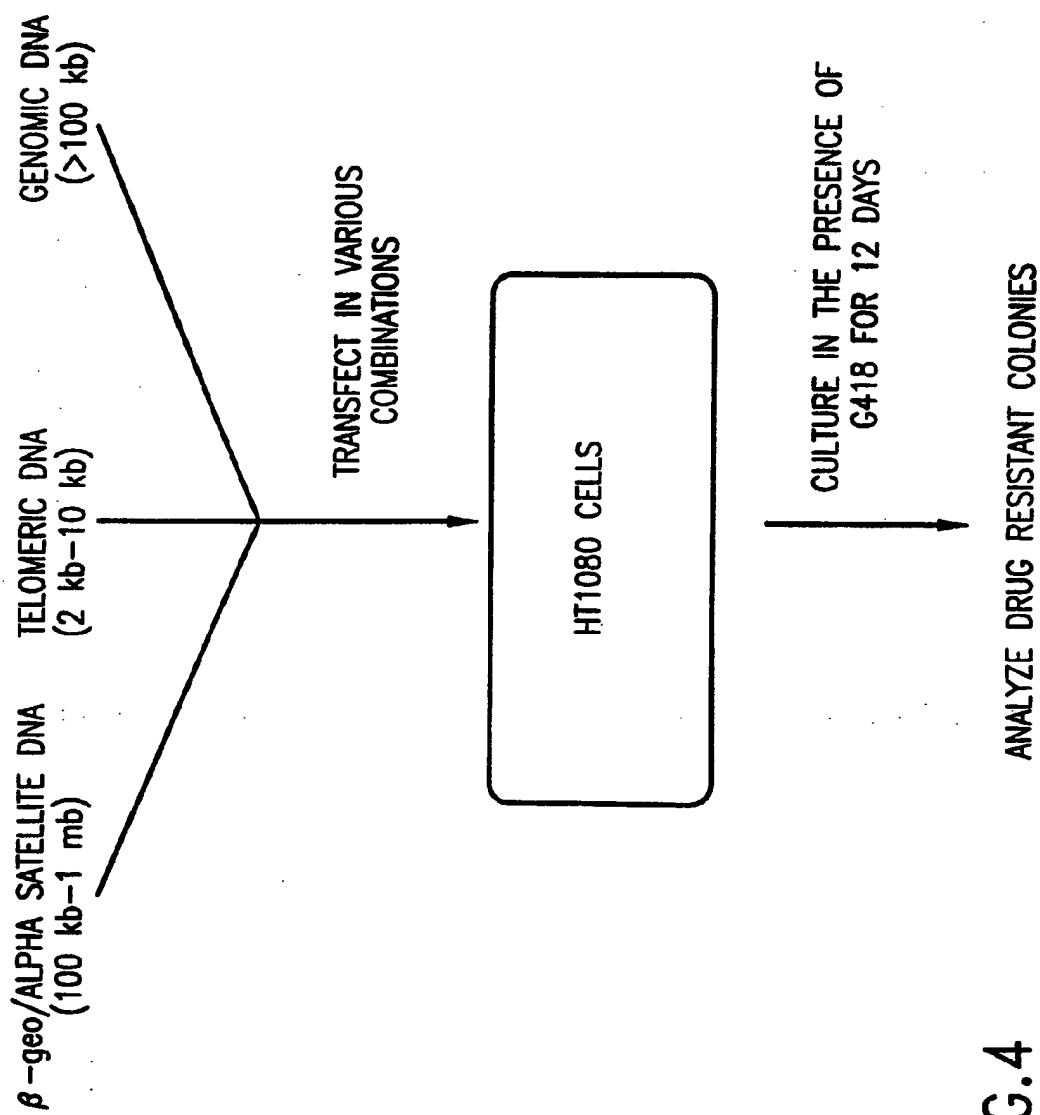 β-geo/ALPHA SATELLITE DNA
(100 kb-1 mb)
TELOMERIC DNA
(2 kb-10 kb)
GENOMIC DNA
(>100 kb)
TRANSFECT IN VARIOUS
COMBINATIONS
HT1080 CELLS
CULTURE IN THE PRESENCE OF
G418 FOR 12 DAYS
ANALYZE DRUG RESISTANT COLONIES
G.4